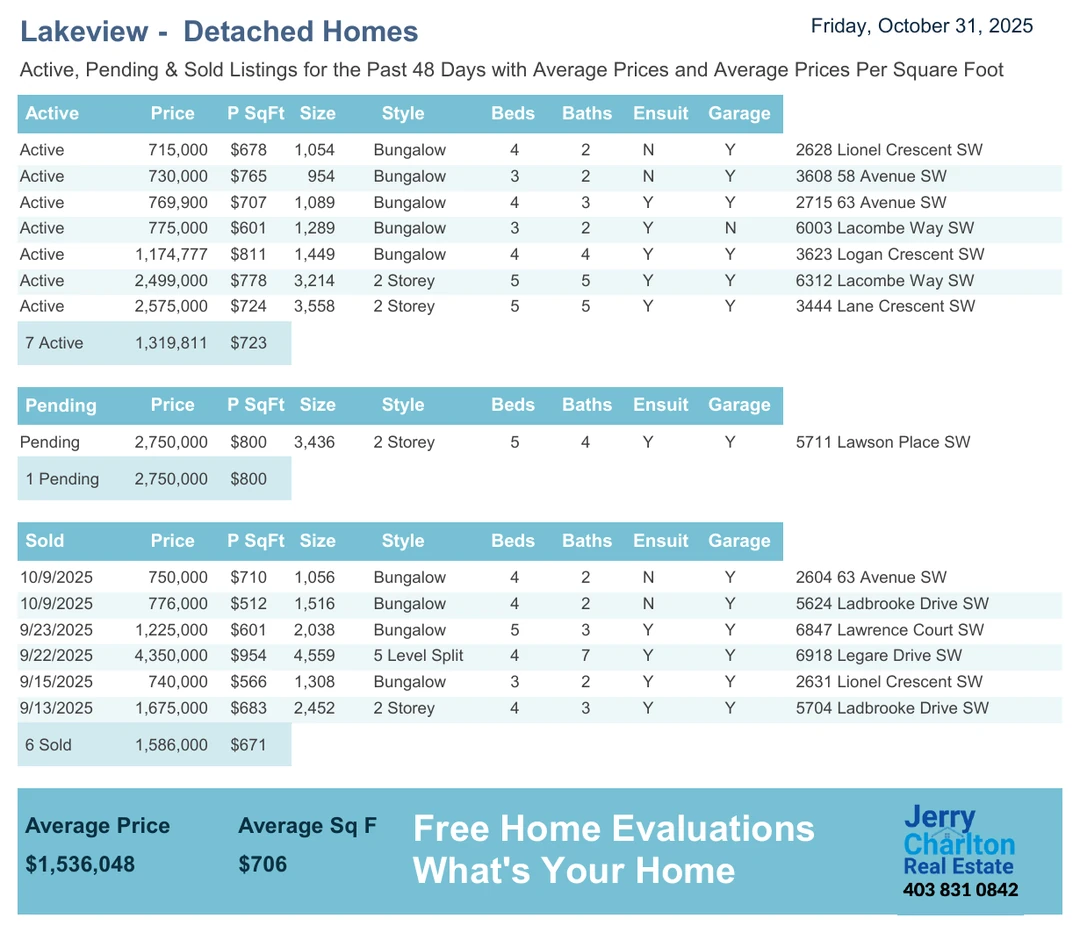 Lakeview - Detached Homes
Friday, October 31, 2025
Active, Pending & Sold Listings for the Past 48 Days with Average Prices and Average Prices Per Square Foot
Active Price P SqFt Size Style Beds Baths Ensuit Garage
Active 715,000 $678 1,054 Bungalow 4 2 N Y 2628 Lionel Crescent SW
Active 730,000 $765 954 Bungalow 3 2 N Y 3608 58 Avenue SW
Active 769,900 $707 1,089 Bungalow 4 3 Y Y 2715 63 Avenue SW
Active 775,000 $601 1,289 Bungalow 3 2 Y N 6003 Lacombe Way SW
Active 1,174,777 $811 1,449 Bungalow 4 4 Y Y 3623 Logan Crescent SW
Active 2,499,000 $778 3,214 2 Storey 5 5 Y Y 6312 Lacombe Way SW
Active 2,575,000 $724 3,558 2 Storey 5 5 Y Y 3444 Lane Crescent SW
7 Active 1,319,811 $723
Pending Price P SqFt Size Style Beds Baths Ensuit Garage
Pending 2,750,000 $800 3,436 2 Storey 5 4 Y Y 5711 Lawson Place SW
1 Pending 2,750,000 $800
Sold Price P SqFt Size Style Beds Baths Ensuit Garage
10/9/2025 750,000 $710 1,056 Bungalow 4 2 N Y 2604 63 Avenue SW
10/9/2025 776,000 $512 1,516 Bungalow 4 2 N Y 5624 Ladbrooke Drive SW
9/23/2025 1,225,000 $601 2,038 Bungalow 5 3 Y Y 6847 Lawrence Court SW
9/22/2025 4,350,000 $954 4,559 5 Level Split 4 7 Y Y 6918 Legare Drive SW
9/15/2025 740,000 $566 1,308 Bungalow 3 2 Y Y 2631 Lionel Crescent SW
9/13/2025 1,675,000 $683 2,452 2 Storey 4 3 Y Y 5704 Ladbrooke Drive SW
6 Sold 1,586,000 $671
Average Price Average Sq F
$1,536,048 $706
Free Home Evaluations
What's Your Home
Jerry
Charlton
Real Estate
403 831 0842